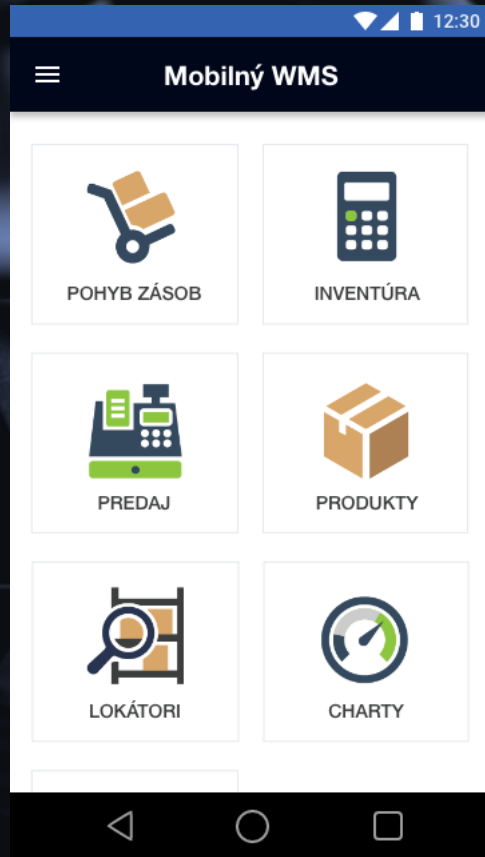 12:30
Mobilný WMS
POHYB ZÁSOB
INVENTÚRA
PREDAJ
PRODUKTY
LOKÁTORI
CHARTY